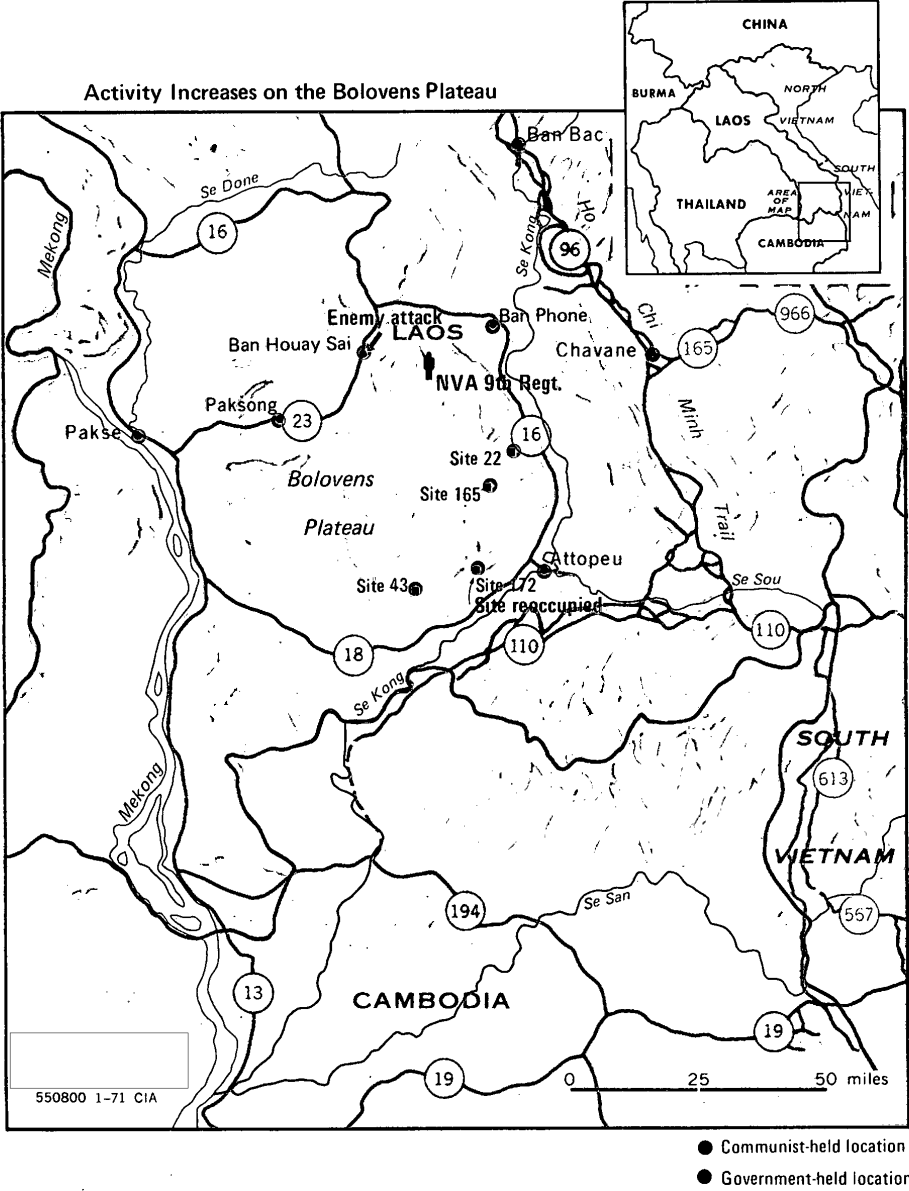 Activity Increases on the Bolovens Plateau
CHINA
BURMA
NORTH
VIETNAM
LAOS
SOUTH
VIET-
NAM
THAILAND
AREA
OF
MAP
CAMBODIA
Ban Bac
Se Done
Mekong
16
Se Kong
Ho
96
Chi
966
Enemy attack
LAOS
Ban Phone
Ban Houay Sai
Chavane
165
NVA 9th Regt.
Minh
Paksong
23
Pakse
16
Site 22
Bolovens
Site 165
Plateau
Trail
Attopeu
Site 43
Site 172
Se Sou
Site reoccupied
110
110
18
Se Kong
SOUTH
613
Mekong
VIETNAM
Se San
194
567
13
CAMBODIA
19
19
0 25 50 miles
550800 1-71 CIA
Communist-held location
Government-held location